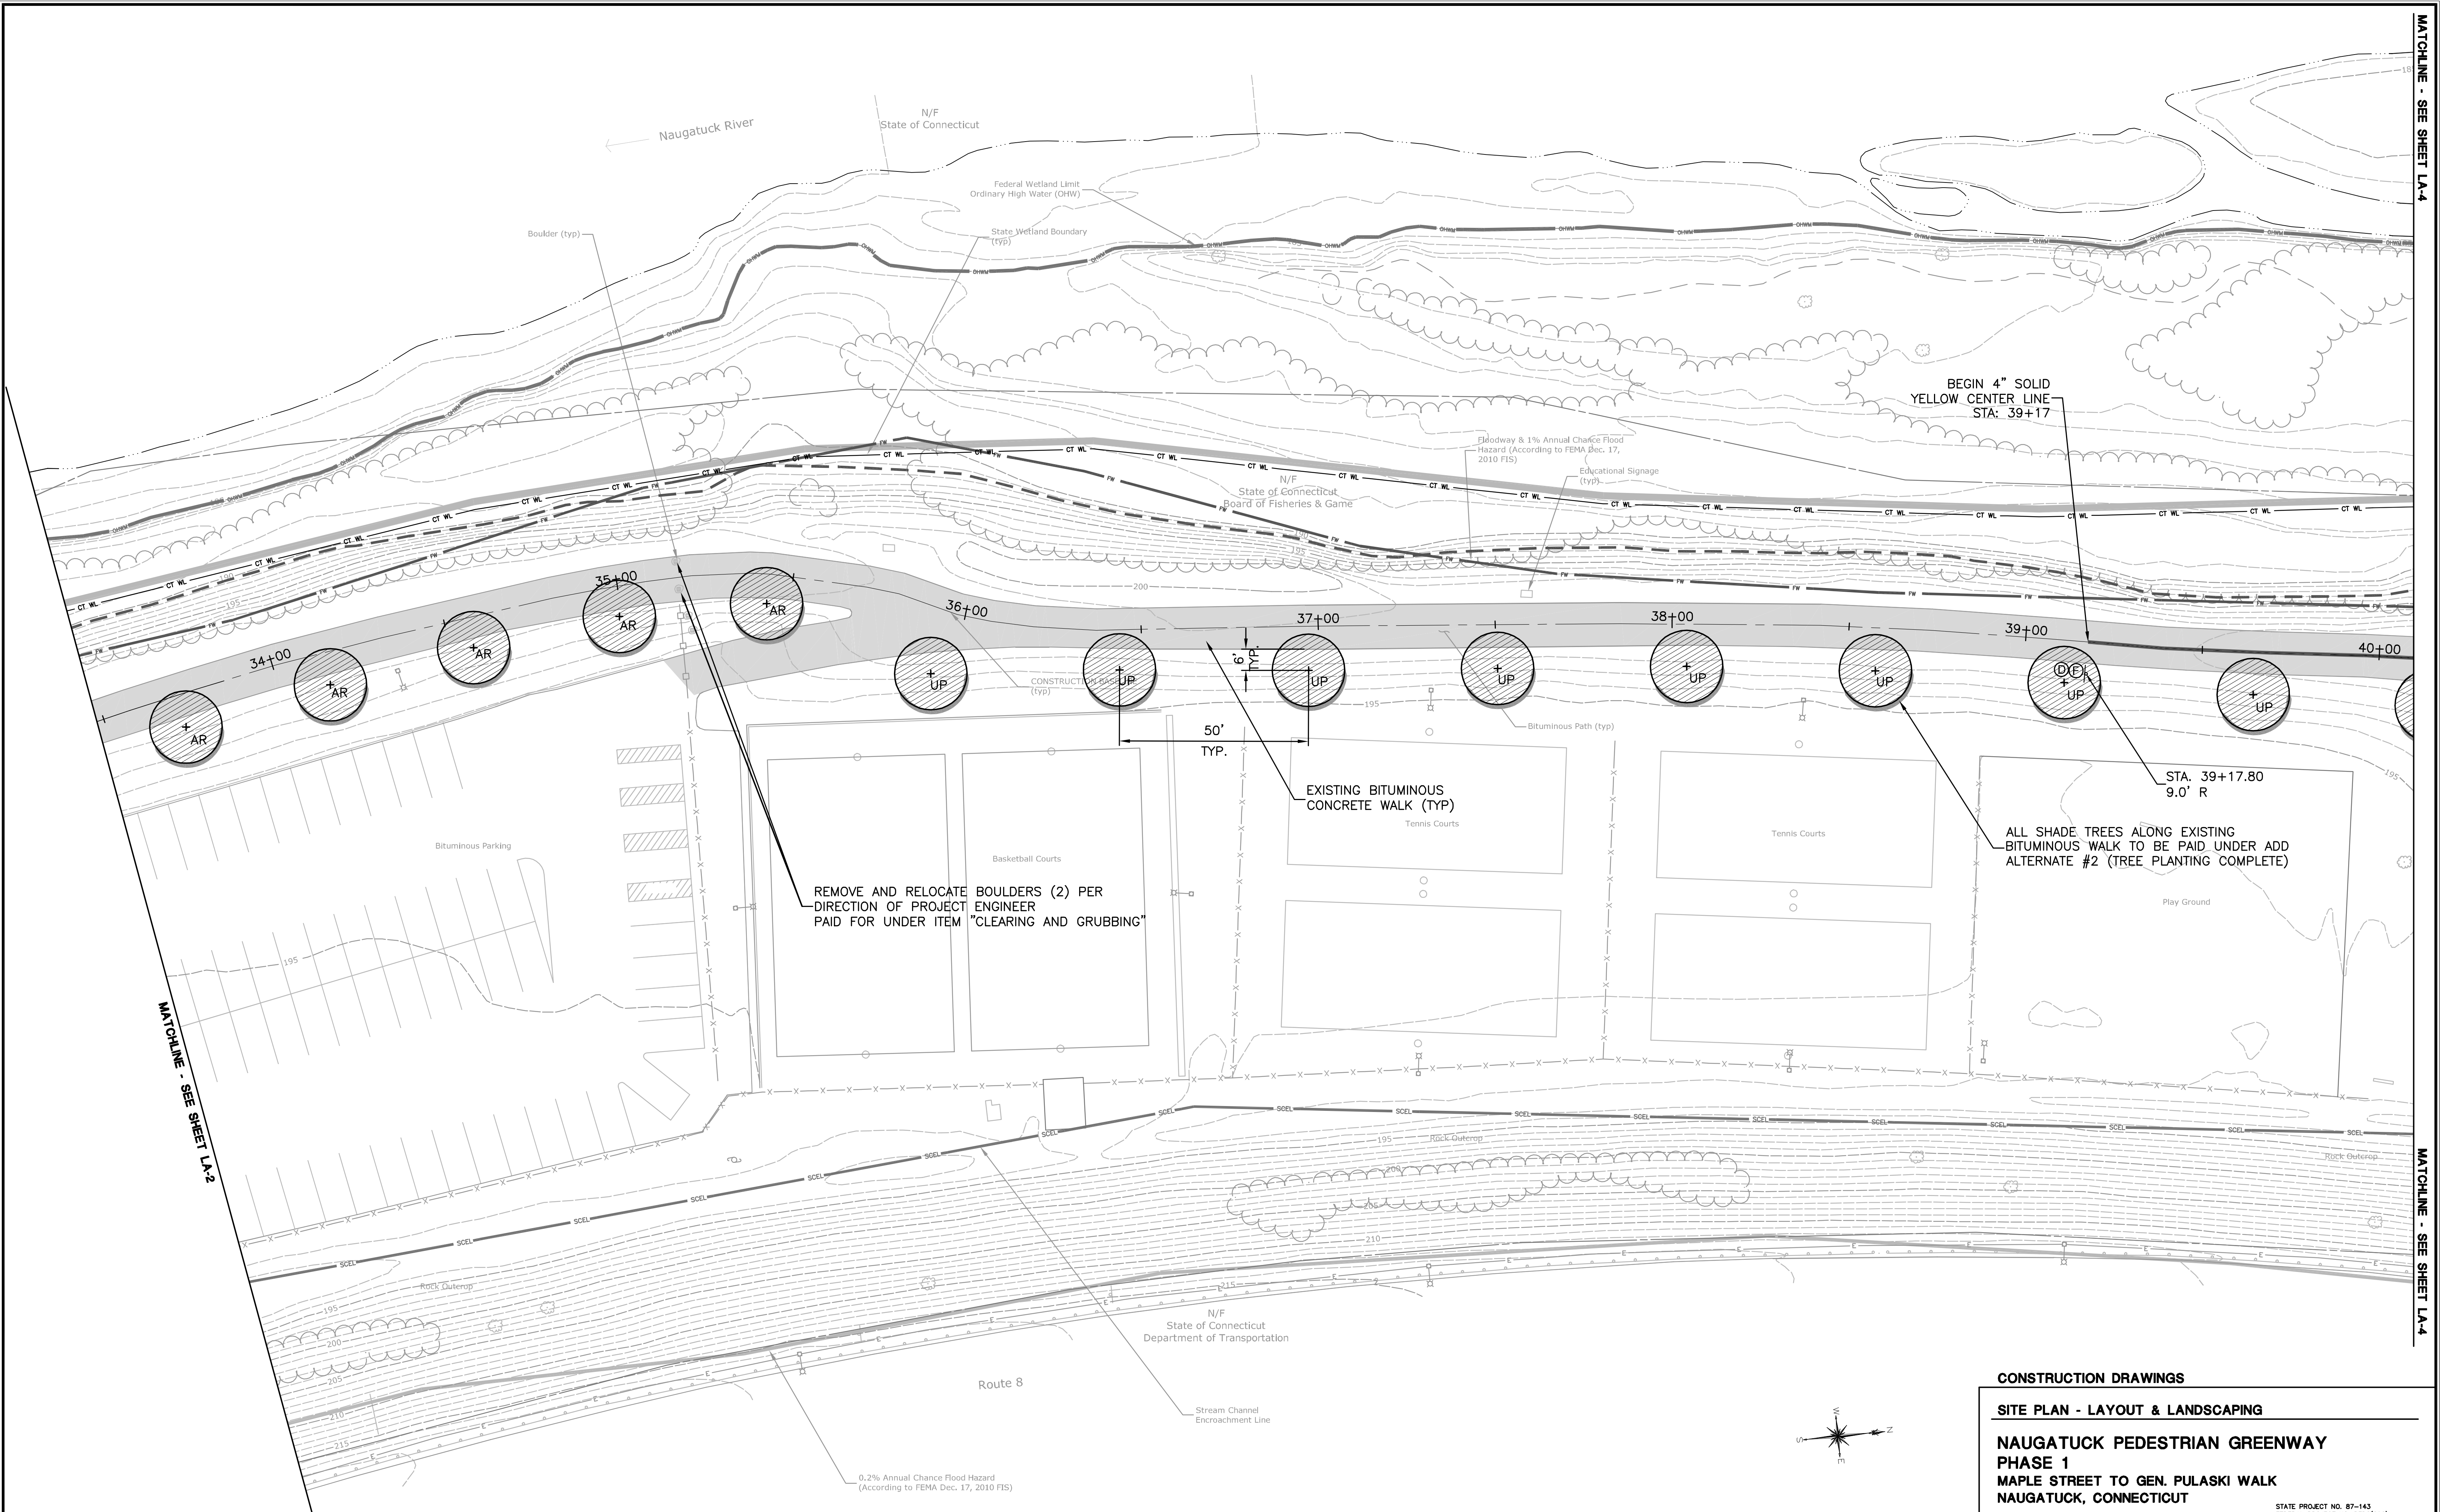 MATCHLINE - SEE SHEET LA-4
Naugatuck River
N/F
State of Connecticut
Federal Wetland Limit
Ordinary High Water (OHW)
Boulder (typ)
State Wetland Boundary
(typ)
BEGIN 4" SOLID
YELLOW CENTER LINE
STA: 39+17
Floodway & 1% Annual Chance Flood
Hazard (According to FEMA Dec. 17,
2010 FIS)
Educational Signage
(typ)
N/F
State of Connecticut
Board of Fisheries & Game
34+00
35+00
36+00
37+00
38+00
39+00
40+00
AR
AR
AR
AR
AR
UP
UP
UP
UP
UP
UP
UP
UP
D F
6'
TYP.
50'
TYP.
CONSTRUCTION BASE
(typ)
Bituminous Path (typ)
EXISTING BITUMINOUS
CONCRETE WALK (TYP)
STA. 39+17.80
9.0' R
ALL SHADE TREES ALONG EXISTING
BITUMINOUS WALK TO BE PAID UNDER ADD
ALTERNATE #2 (TREE PLANTING COMPLETE)
Bituminous Parking
Basketball Courts
Tennis Courts
Tennis Courts
Play Ground
REMOVE AND RELOCATE BOULDERS (2) PER
DIRECTION OF PROJECT ENGINEER
PAID FOR UNDER ITEM "CLEARING AND GRUBBING"
MATCHLINE - SEE SHEET LA-2
MATCHLINE - SEE SHEET LA-4
Rock Outcrop
Rock Outcrop
Rock Outcrop
N/F
State of Connecticut
Department of Transportation
Route 8
Stream Channel
Encroachment Line
0.2% Annual Chance Flood Hazard
(According to FEMA Dec. 17, 2010 FIS)
W
N
S
E
CONSTRUCTION DRAWINGS
SITE PLAN - LAYOUT & LANDSCAPING
NAUGATUCK PEDESTRIAN GREENWAY
PHASE 1
MAPLE STREET TO GEN. PULASKI WALK
NAUGATUCK, CONNECTICUT
STATE PROJECT NO. 87-143